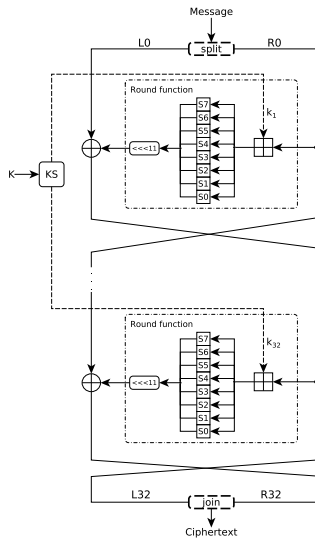 Message
L0
split
R0
Round function
k1
S7
S6
S5
S4
S3
S2
S1
S0
<<<11
K
KS
Round function
k32
S7
S6
S5
S4
S3
S2
S1
S0
<<<11
L32
join
R32
Ciphertext